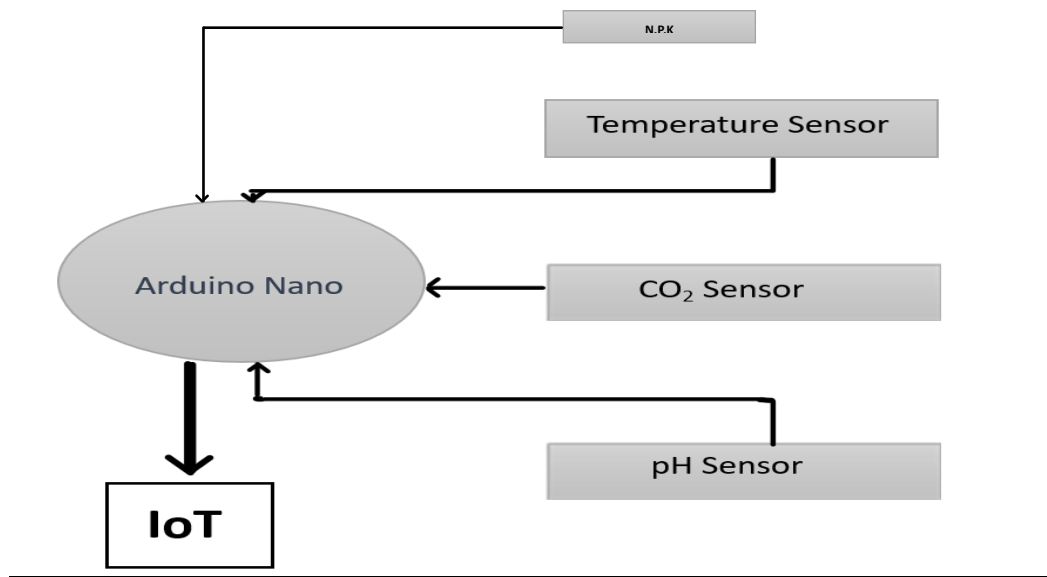 N.P.K
Temperature Sensor
Arduino Nano
CO₂ Sensor
pH Sensor
IoT